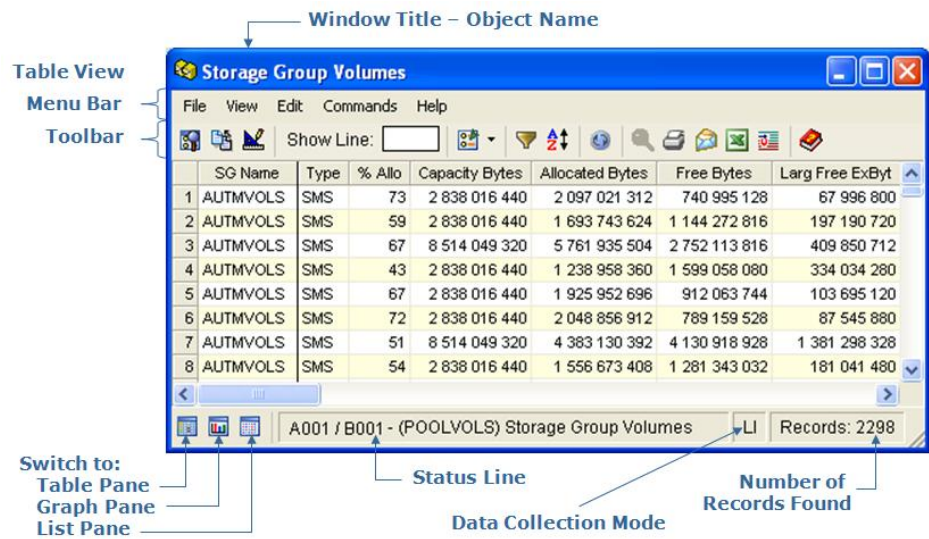 Window Title – Object Name
Table View
Storage Group Volumes
Menu Bar
File View Edit Commands Help
Toolbar
Show Line:
SG Name Type % Allo Capacity Bytes Allocated Bytes Free Bytes Larg Free ExByt
1 AUTMVOLS SMS 73 2 838 016 440 2 097 021 312 740 995 128 67 996 800
2 AUTMVOLS SMS 59 2 838 016 440 1 693 743 624 1 144 272 816 197 190 720
3 AUTMVOLS SMS 67 8 514 049 320 5 761 935 504 2 752 113 816 409 850 712
4 AUTMVOLS SMS 43 2 838 016 440 1 238 958 360 1 599 058 080 334 034 280
5 AUTMVOLS SMS 67 2 838 016 440 1 925 952 696 912 063 744 103 695 120
6 AUTMVOLS SMS 72 2 838 016 440 2 048 856 912 789 159 528 87 545 880
7 AUTMVOLS SMS 51 8 514 049 320 4 383 130 392 4 130 918 928 1 381 298 328
8 AUTMVOLS SMS 54 2 838 016 440 1 556 673 408 1 281 343 032 181 041 480
A001 / B001 - (POOLVOLS) Storage Group Volumes LI Records: 2298
Switch to:
Table Pane
Graph Pane
List Pane
Status Line
Data Collection Mode
Number of
Records Found